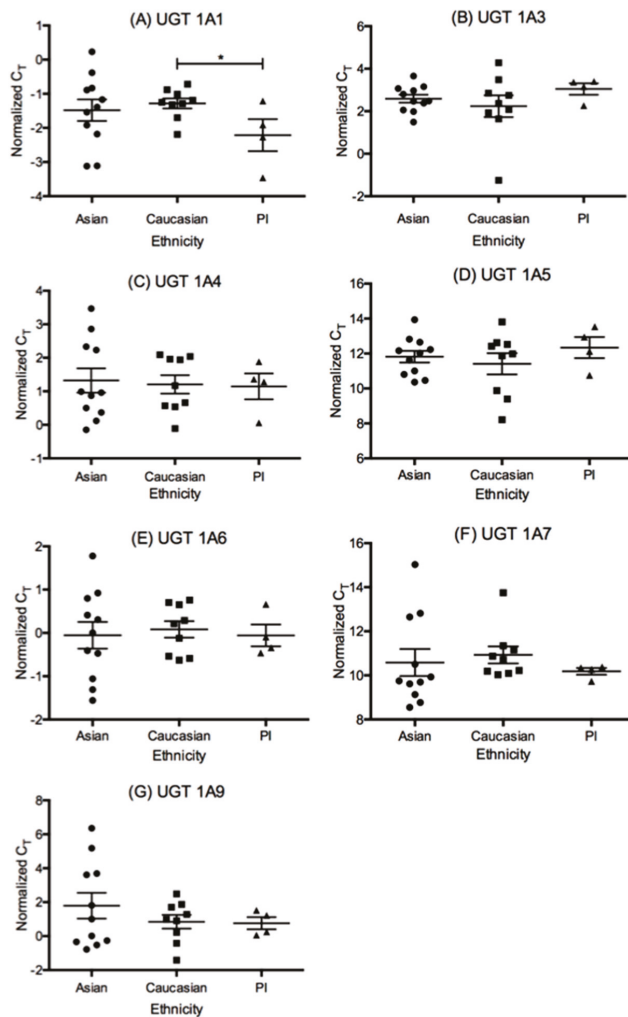 (A) UGT 1A1
Normalized CT
1
0
-1
-2
-3
-4
*
Asian Caucasian PI
Ethnicity
(B) UGT 1A3
Normalized CT
6
4
2
0
-2
Asian Caucasian PI
Ethnicity
(C) UGT 1A4
Normalized CT
4
3
2
1
0
-1
Asian Caucasian PI
Ethnicity
(D) UGT 1A5
Normalized CT
16
14
12
10
8
6
Asian Caucasian PI
Ethnicity
(E) UGT 1A6
Normalized CT
2
1
0
-1
-2
Asian Caucasian PI
Ethnicity
(F) UGT 1A7
Normalized CT
16
14
12
10
8
Asian Caucasian PI
Ethnicity
(G) UGT 1A9
Normalized CT
8
6
4
2
0
-2
Asian Caucasian PI
Ethnicity